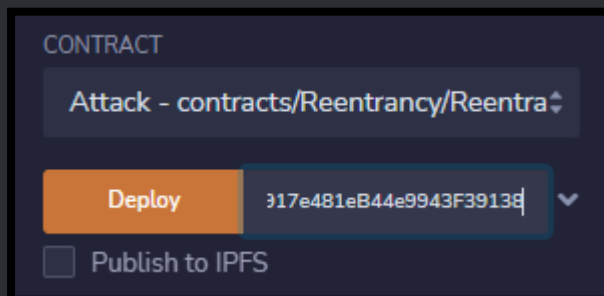 CONTRACT
Attack - contracts/Reentrancy/Reentra
Deploy 917e481eB44e9943F39138
Publish to IPFS